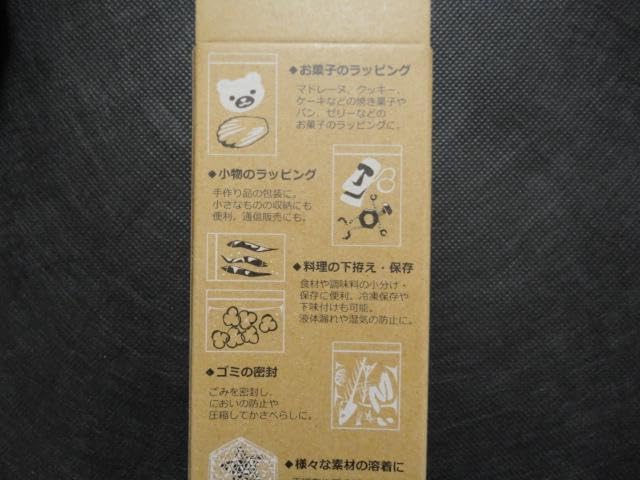 ◆お菓子のラッピング
マドレーヌ、クッキー、
ケーキなどの焼き菓子や
パン、ゼリーなどの
お菓子のラッピングに。
◆小物のラッピング
手作り品の包装に。
小さなものの収納にも
便利。通信販売にも。
◆料理の下拵え・保存
食材や調味料の小分け・
保存に便利。冷凍保存や
下味付けも可能。
液体漏れや湿気の防止に。
◆ゴミの密封
ごみを密封し、
においの防止や
圧縮してかさべらしに。
◆様々な素材の溶着に